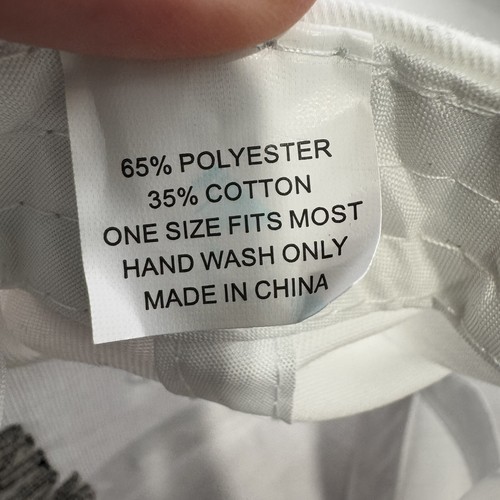 65% POLYESTER
35% COTTON
ONE SIZE FITS MOST
HAND WASH ONLY
MADE IN CHINA